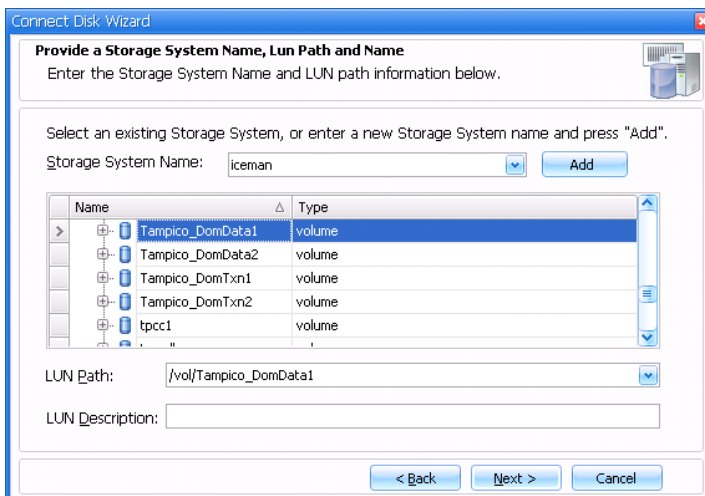 Connect Disk Wizard
Provide a Storage System Name, Lun Path and Name
Enter the Storage System Name and LUN path information below.
Select an existing Storage System, or enter a new Storage System name and press "Add".
Storage System Name: iceman Add
Name Type
Tampico_DomData1 volume
Tampico_DomData2 volume
Tampico_DomTxn1 volume
Tampico_DomTxn2 volume
tpcc1 volume
LUN Path: /vol/Tampico_DomData1
LUN Description:
< Back Next > Cancel